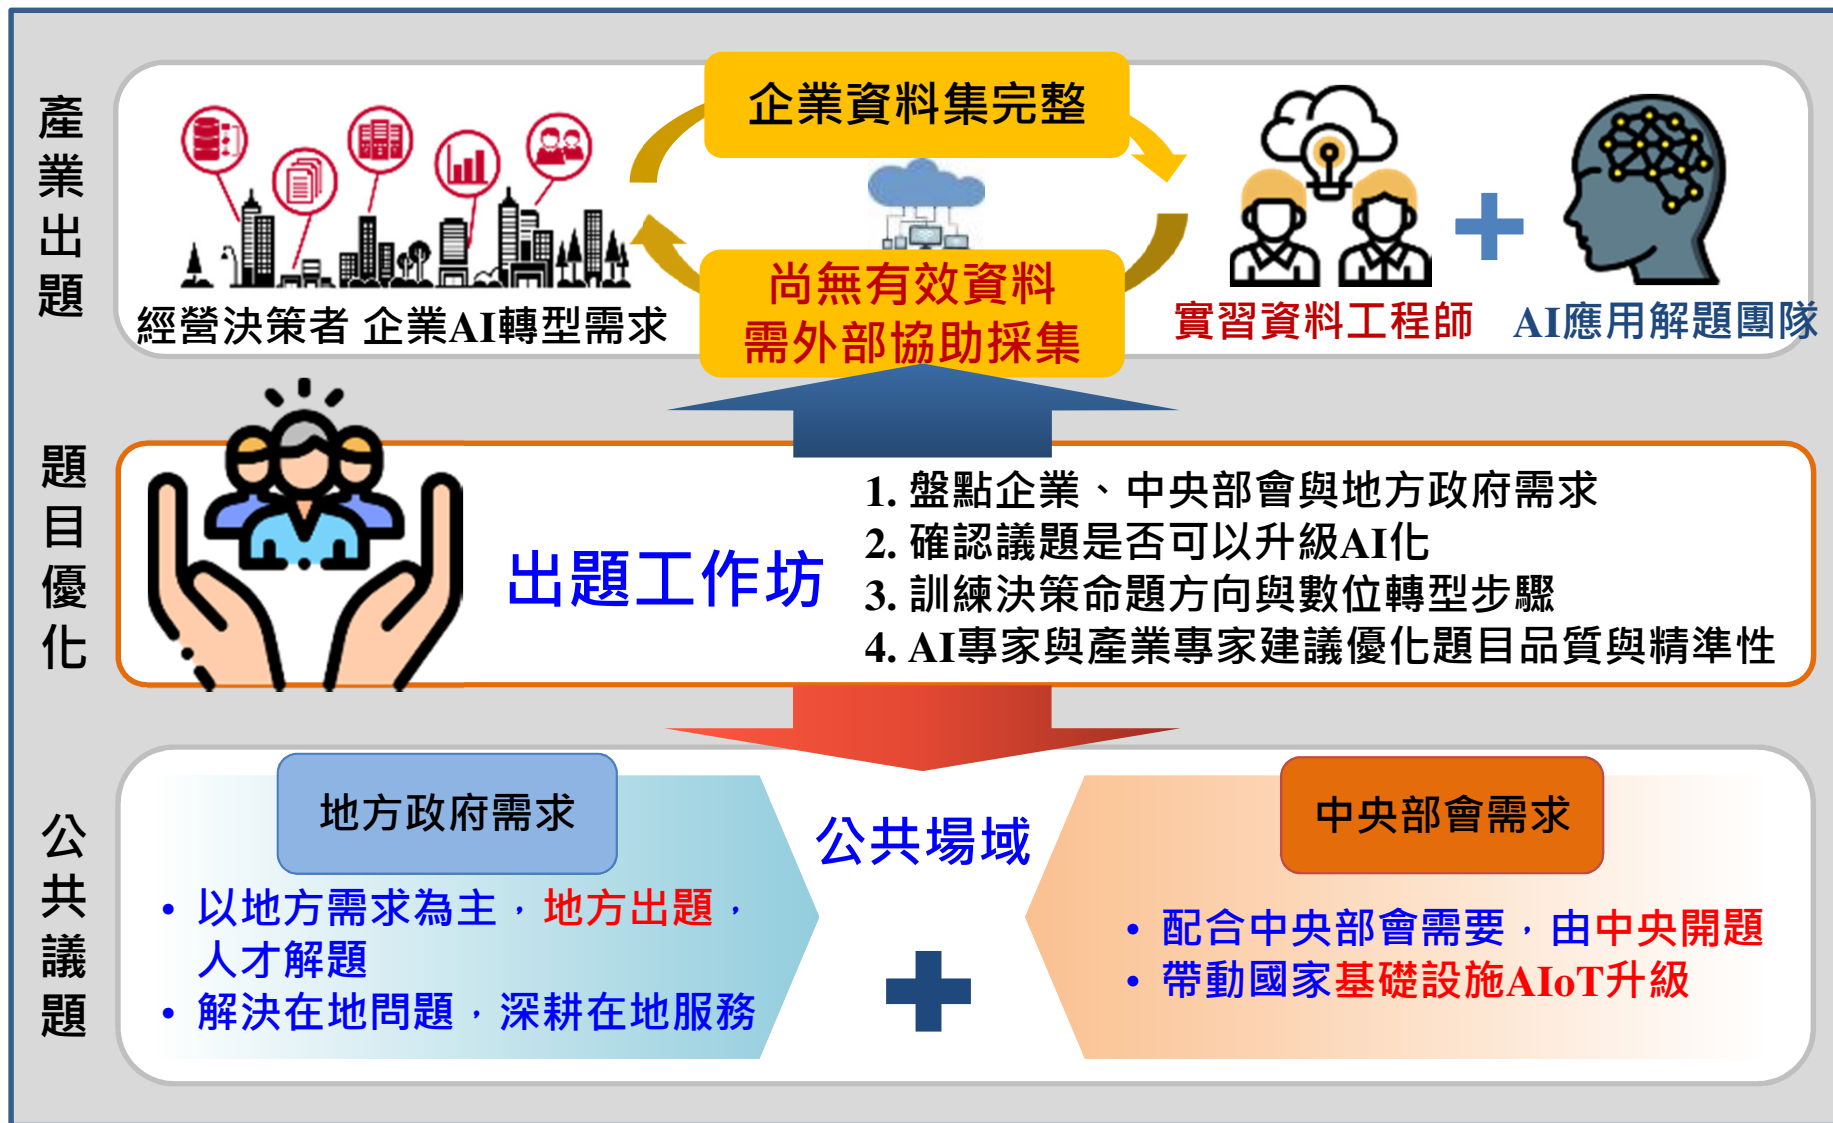 產業出題
企業資料集完整
尚無有效資料
需外部協助採集
經營決策者 企業AI轉型需求
實習資料工程師
AI應用解題團隊
題目優化
出題工作坊
1. 盤點企業、中央部會與地方政府需求
2. 確認議題是否可以升級AI化
3. 訓練決策命題方向與數位轉型步驟
4. AI專家與產業專家建議優化題目品質與精準性
公共議題
地方政府需求
• 以地方需求為主，地方出題，
人才解題
• 解決在地問題，深耕在地服務
公共場域
中央部會需求
• 配合中央部會需要，由中央開題
• 帶動國家基礎設施AIoT升級